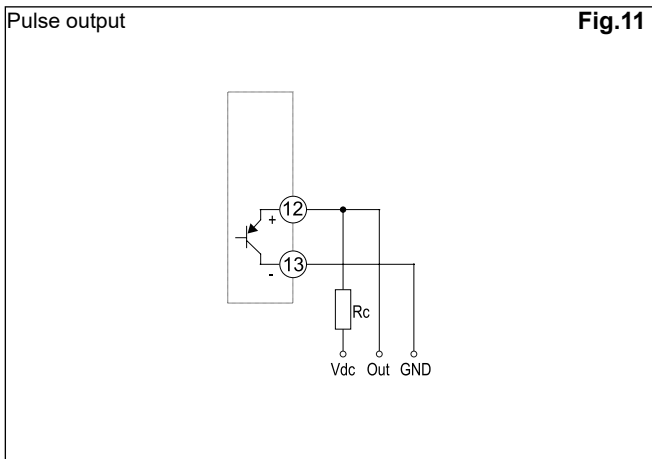 Pulse output Fig.11
12
+
13
-
Rc
Vdc Out GND